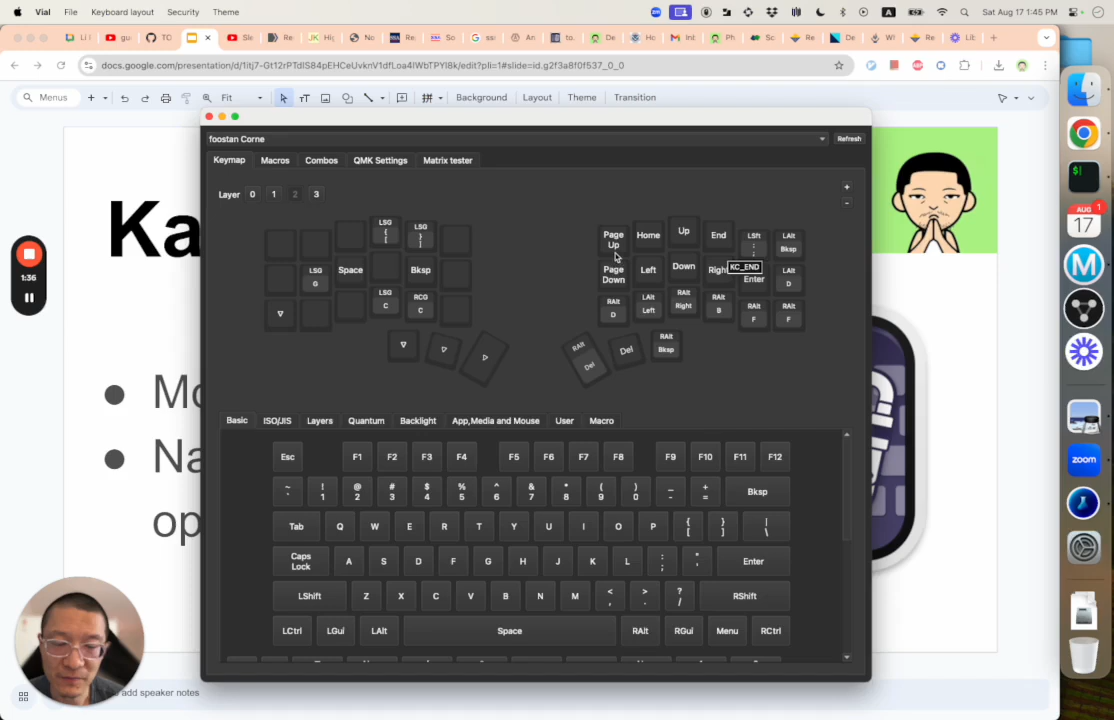 Vial File Keyboard layout Security Theme
A
Sat Aug 17 1:45 PM
docs.google.com/presentation/d/1itj7-Gt12rPTdlS84pEHCeUvknV1dfLoa4IWbTPYl8k/edit?pli=1#slide=id.g2f3a8f0f537_0_0
Menus
Fit
Background Layout Theme Transition
foostan Corne
Refresh
Keymap Macros Combos QMK Settings Matrix tester
Layer 0 1 2 3
+
-
LSG { [
LSG } ]
Page Up Home Up End LSft : ; LAlt Bksp
LSG G Space Bksp
Page Down Left Down Right Enter LAlt D
KC_END
▽ LSG C RCG C
RAlt D LAlt Left RAlt Right RAlt B RAlt F RAlt F
▽ ▽ ▷
RAlt Del Del RAlt Bksp
Basic ISO/JIS Layers Quantum Backlight App,Media and Mouse User Macro
Esc F1 F2 F3 F4 F5 F6 F7 F8 F9 F10 F11 F12
~ ` ! 1 @ 2 # 3 $ 4 % 5 ^ 6 & 7 * 8 ( 9 ) 0 _ - + = Bksp
Tab Q W E R T Y U I O P { [ } ] | \
Caps Lock A S D F G H J K L : ; " ' Enter
LShift Z X C V B N M < , > . ? / RShift
LCtrl LGui LAlt Space RAlt RGui Menu RCtrl
Ka
Mo
Na
op
1:36
AUG
17
zoom
add speaker notes